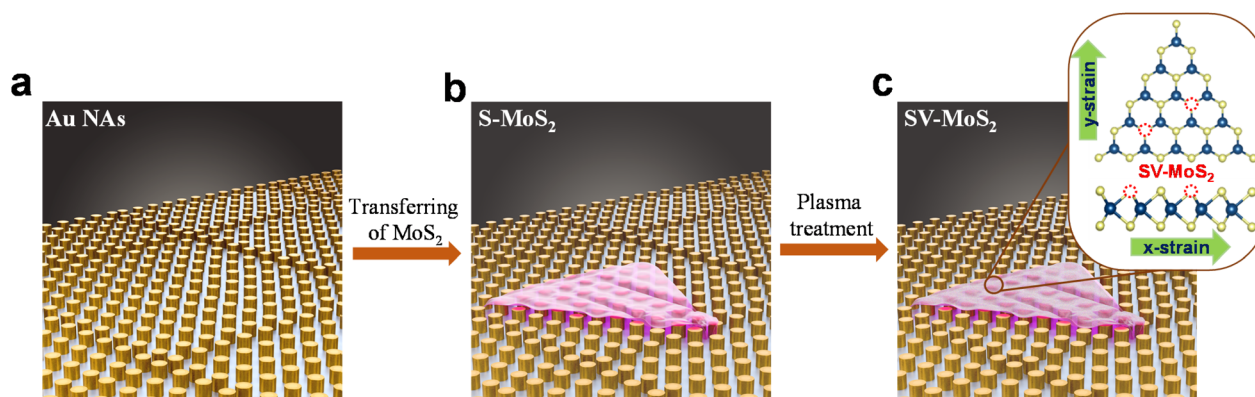 a
Au NAs
Transferring
of MoS₂
b
S-MoS₂
Plasma
treatment
c
SV-MoS₂
y-strain
SV-MoS₂
x-strain